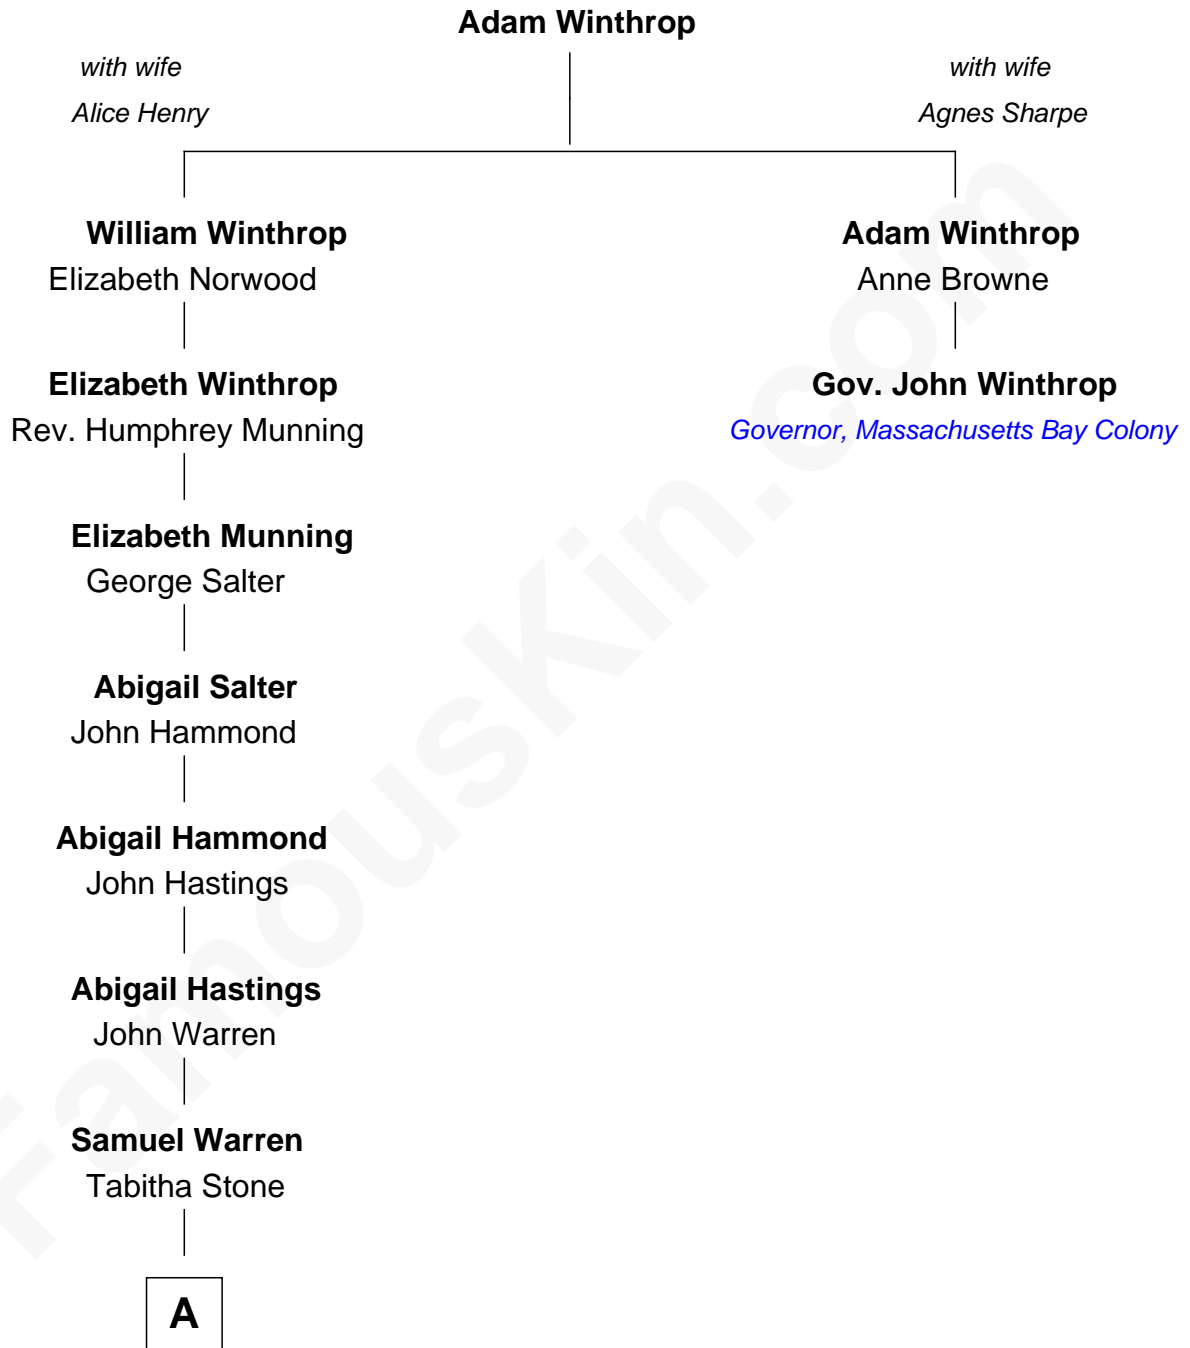 Adam Winthrop
with wife
Alice Henry
with wife
Agnes Sharpe
William Winthrop
Elizabeth Norwood
Adam Winthrop
Anne Browne
Elizabeth Winthrop
Rev. Humphrey Munning
Gov. John Winthrop
Governor, Massachusetts Bay Colony
Elizabeth Munning
George Salter
Abigail Salter
John Hammond
Abigail Hammond
John Hastings
Abigail Hastings
John Warren
Samuel Warren
Tabitha Stone
A
FamousKin.com